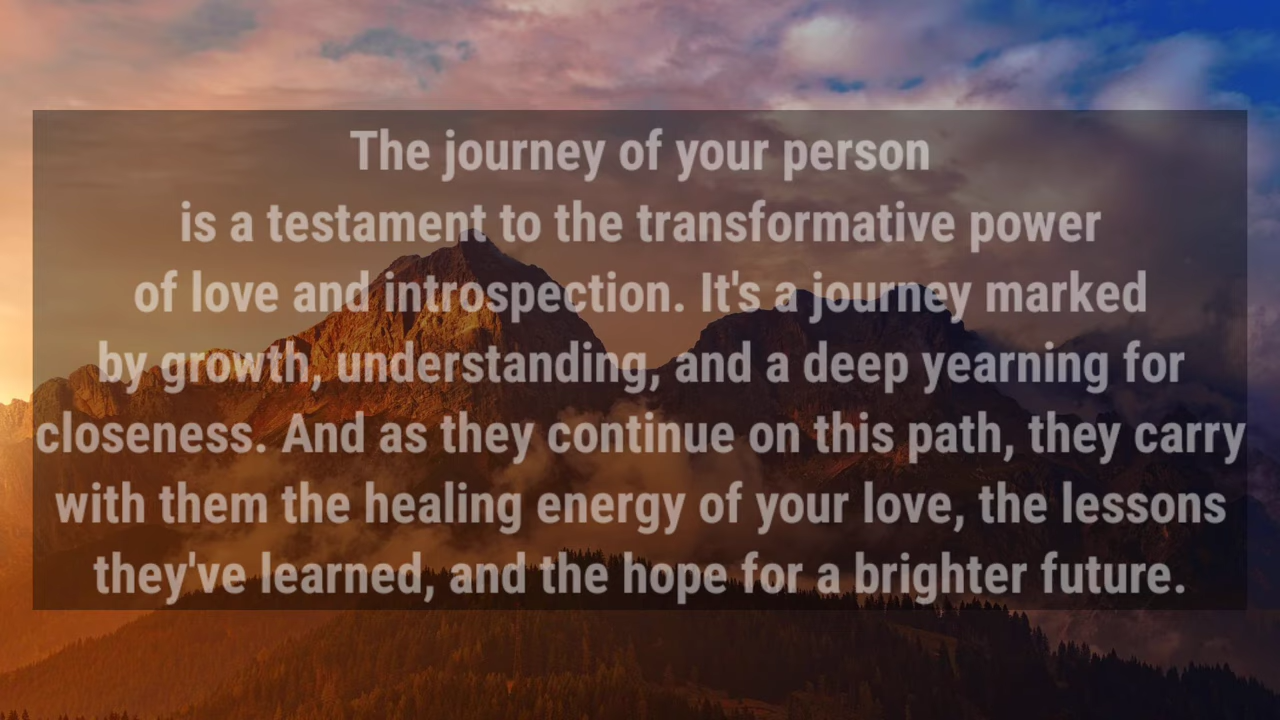 The journey of your person
is a testament to the transformative power
of love and introspection. It's a journey marked
by growth, understanding, and a deep yearning for
closeness. And as they continue on this path, they carry
with them the healing energy of your love, the lessons
they've learned, and the hope for a brighter future.